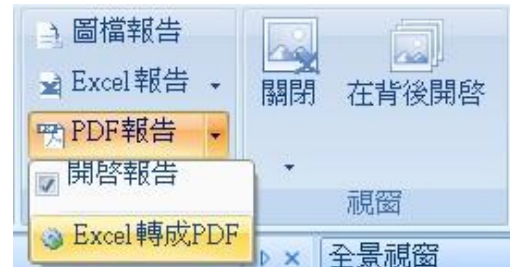 圖檔報告
Excel報告
PDF報告
開啓報告
Excel轉成PDF
關閉
在背後開啓
視窗
全景視窗